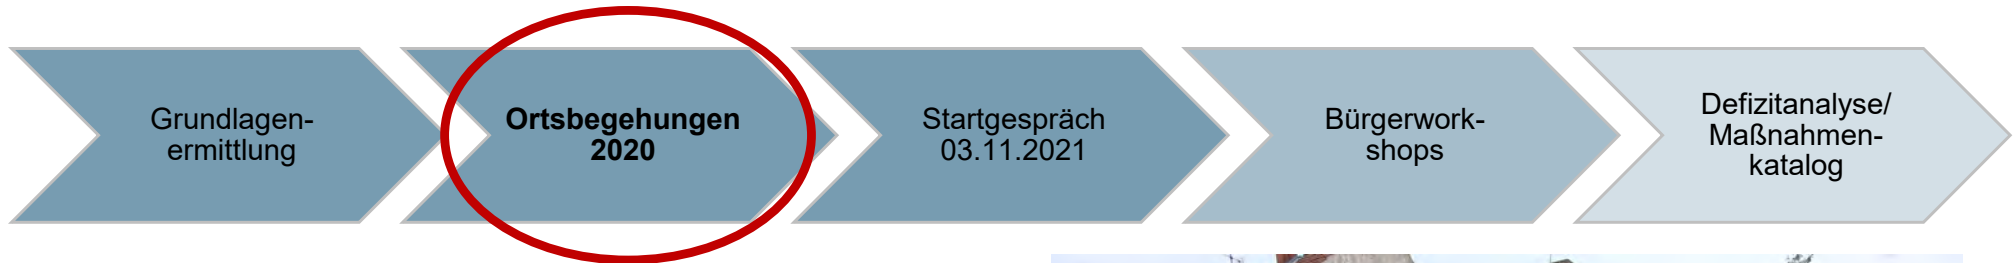 Grundlagen-
ermittlung
Ortsbegehungen
2020
Startgespräch
03.11.2021
Bürgerwork-
shops
Defizitanalyse/
Maßnahmen-
katalog